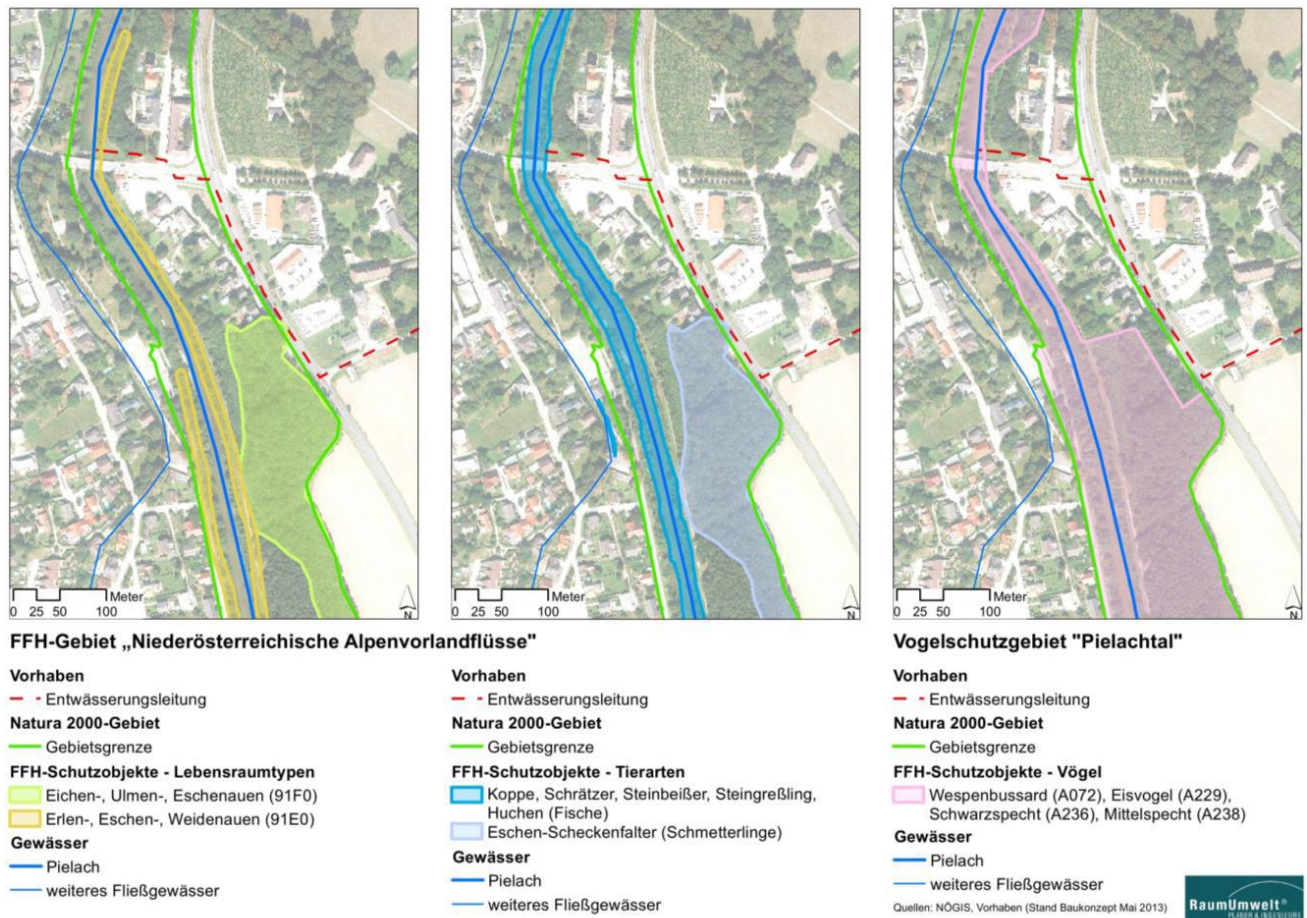 Meter
0 25 50 100
N
Meter
0 25 50 100
N
Meter
0 25 50 100
N
FFH-Gebiet „Niederösterreichische Alpenvorlandflüsse"
Vorhaben
Entwässerungsleitung
Natura 2000-Gebiet
Gebietsgrenze
FFH-Schutzobjekte - Lebensraumtypen
Eichen-, Ulmen-, Eschenauen (91F0)
Erlen-, Eschen-, Weidenauen (91E0)
Gewässer
Pielach
weiteres Fließgewässer
Vorhaben
Entwässerungsleitung
Natura 2000-Gebiet
Gebietsgrenze
FFH-Schutzobjekte - Tierarten
Koppe, Schrätzer, Steinbeißer, Steingreßling,
Huchen (Fische)
Eschen-Scheckenfalter (Schmetterlinge)
Gewässer
Pielach
weiteres Fließgewässer
Vogelschutzgebiet "Pielachtal"
Vorhaben
Entwässerungsleitung
Natura 2000-Gebiet
Gebietsgrenze
FFH-Schutzobjekte - Vögel
Wespenbussard (A072), Eisvogel (A229),
Schwarzspecht (A236), Mittelspecht (A238)
Gewässer
Pielach
weiteres Fließgewässer
Quellen: NÖGIS, Vorhaben (Stand Baukonzept Mai 2013)
RaumUmwelt®
PLANER & INGENIEURE